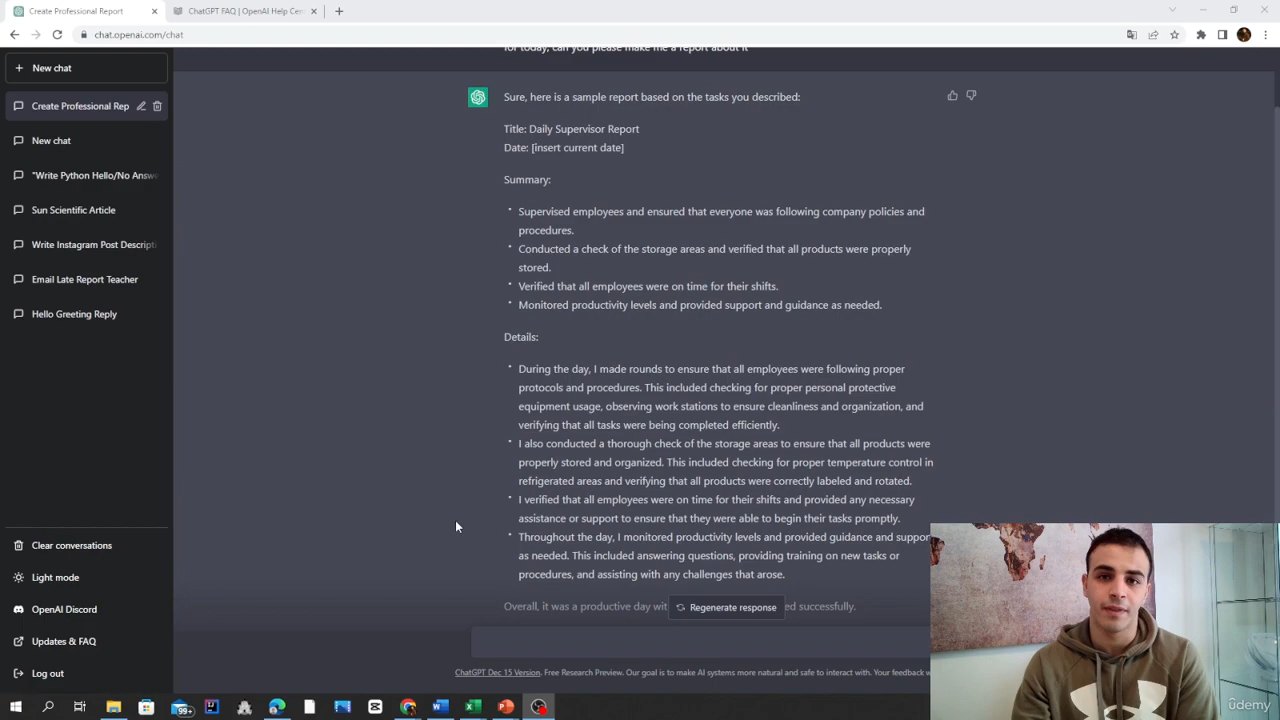 Create Professional Report
ChatGPT FAQ | OpenAI Help Cen
chat.openai.com/chat
New chat
Create Professional Rep
New chat
"Write Python Hello/No Answ
Sun Scientific Article
Write Instagram Post Descripti
Email Late Report Teacher
Hello Greeting Reply
Clear conversations
Light mode
OpenAI Discord
Updates & FAQ
Log out
for today, can you please make me a report about it
Sure, here is a sample report based on the tasks you described:
Title: Daily Supervisor Report
Date: [insert current date]
Summary:
Supervised employees and ensured that everyone was following company policies and
procedures.
Conducted a check of the storage areas and verified that all products were properly
stored.
Verified that all employees were on time for their shifts.
Monitored productivity levels and provided support and guidance as needed.
Details:
During the day, I made rounds to ensure that all employees were following proper
protocols and procedures. This included checking for proper personal protective
equipment usage, observing work stations to ensure cleanliness and organization, and
verifying that all tasks were being completed efficiently.
I also conducted a thorough check of the storage areas to ensure that all products were
properly stored and organized. This included checking for proper temperature control in
refrigerated areas and verifying that all products were correctly labeled and rotated.
I verified that all employees were on time for their shifts and provided any necessary
assistance or support to ensure that they were able to begin their tasks promptly.
Throughout the day, I monitored productivity levels and provided guidance and suppor
as needed. This included answering questions, providing training on new tasks or
procedures, and assisting with any challenges that arose.
Overall, it was a productive day wit Regenerate response ed successfully.
ChatGPT Dec 15 Version. Free Research Preview. Our goal is to make AI systems more natural and safe to interact with. Your feedback w
99+
ûdemy